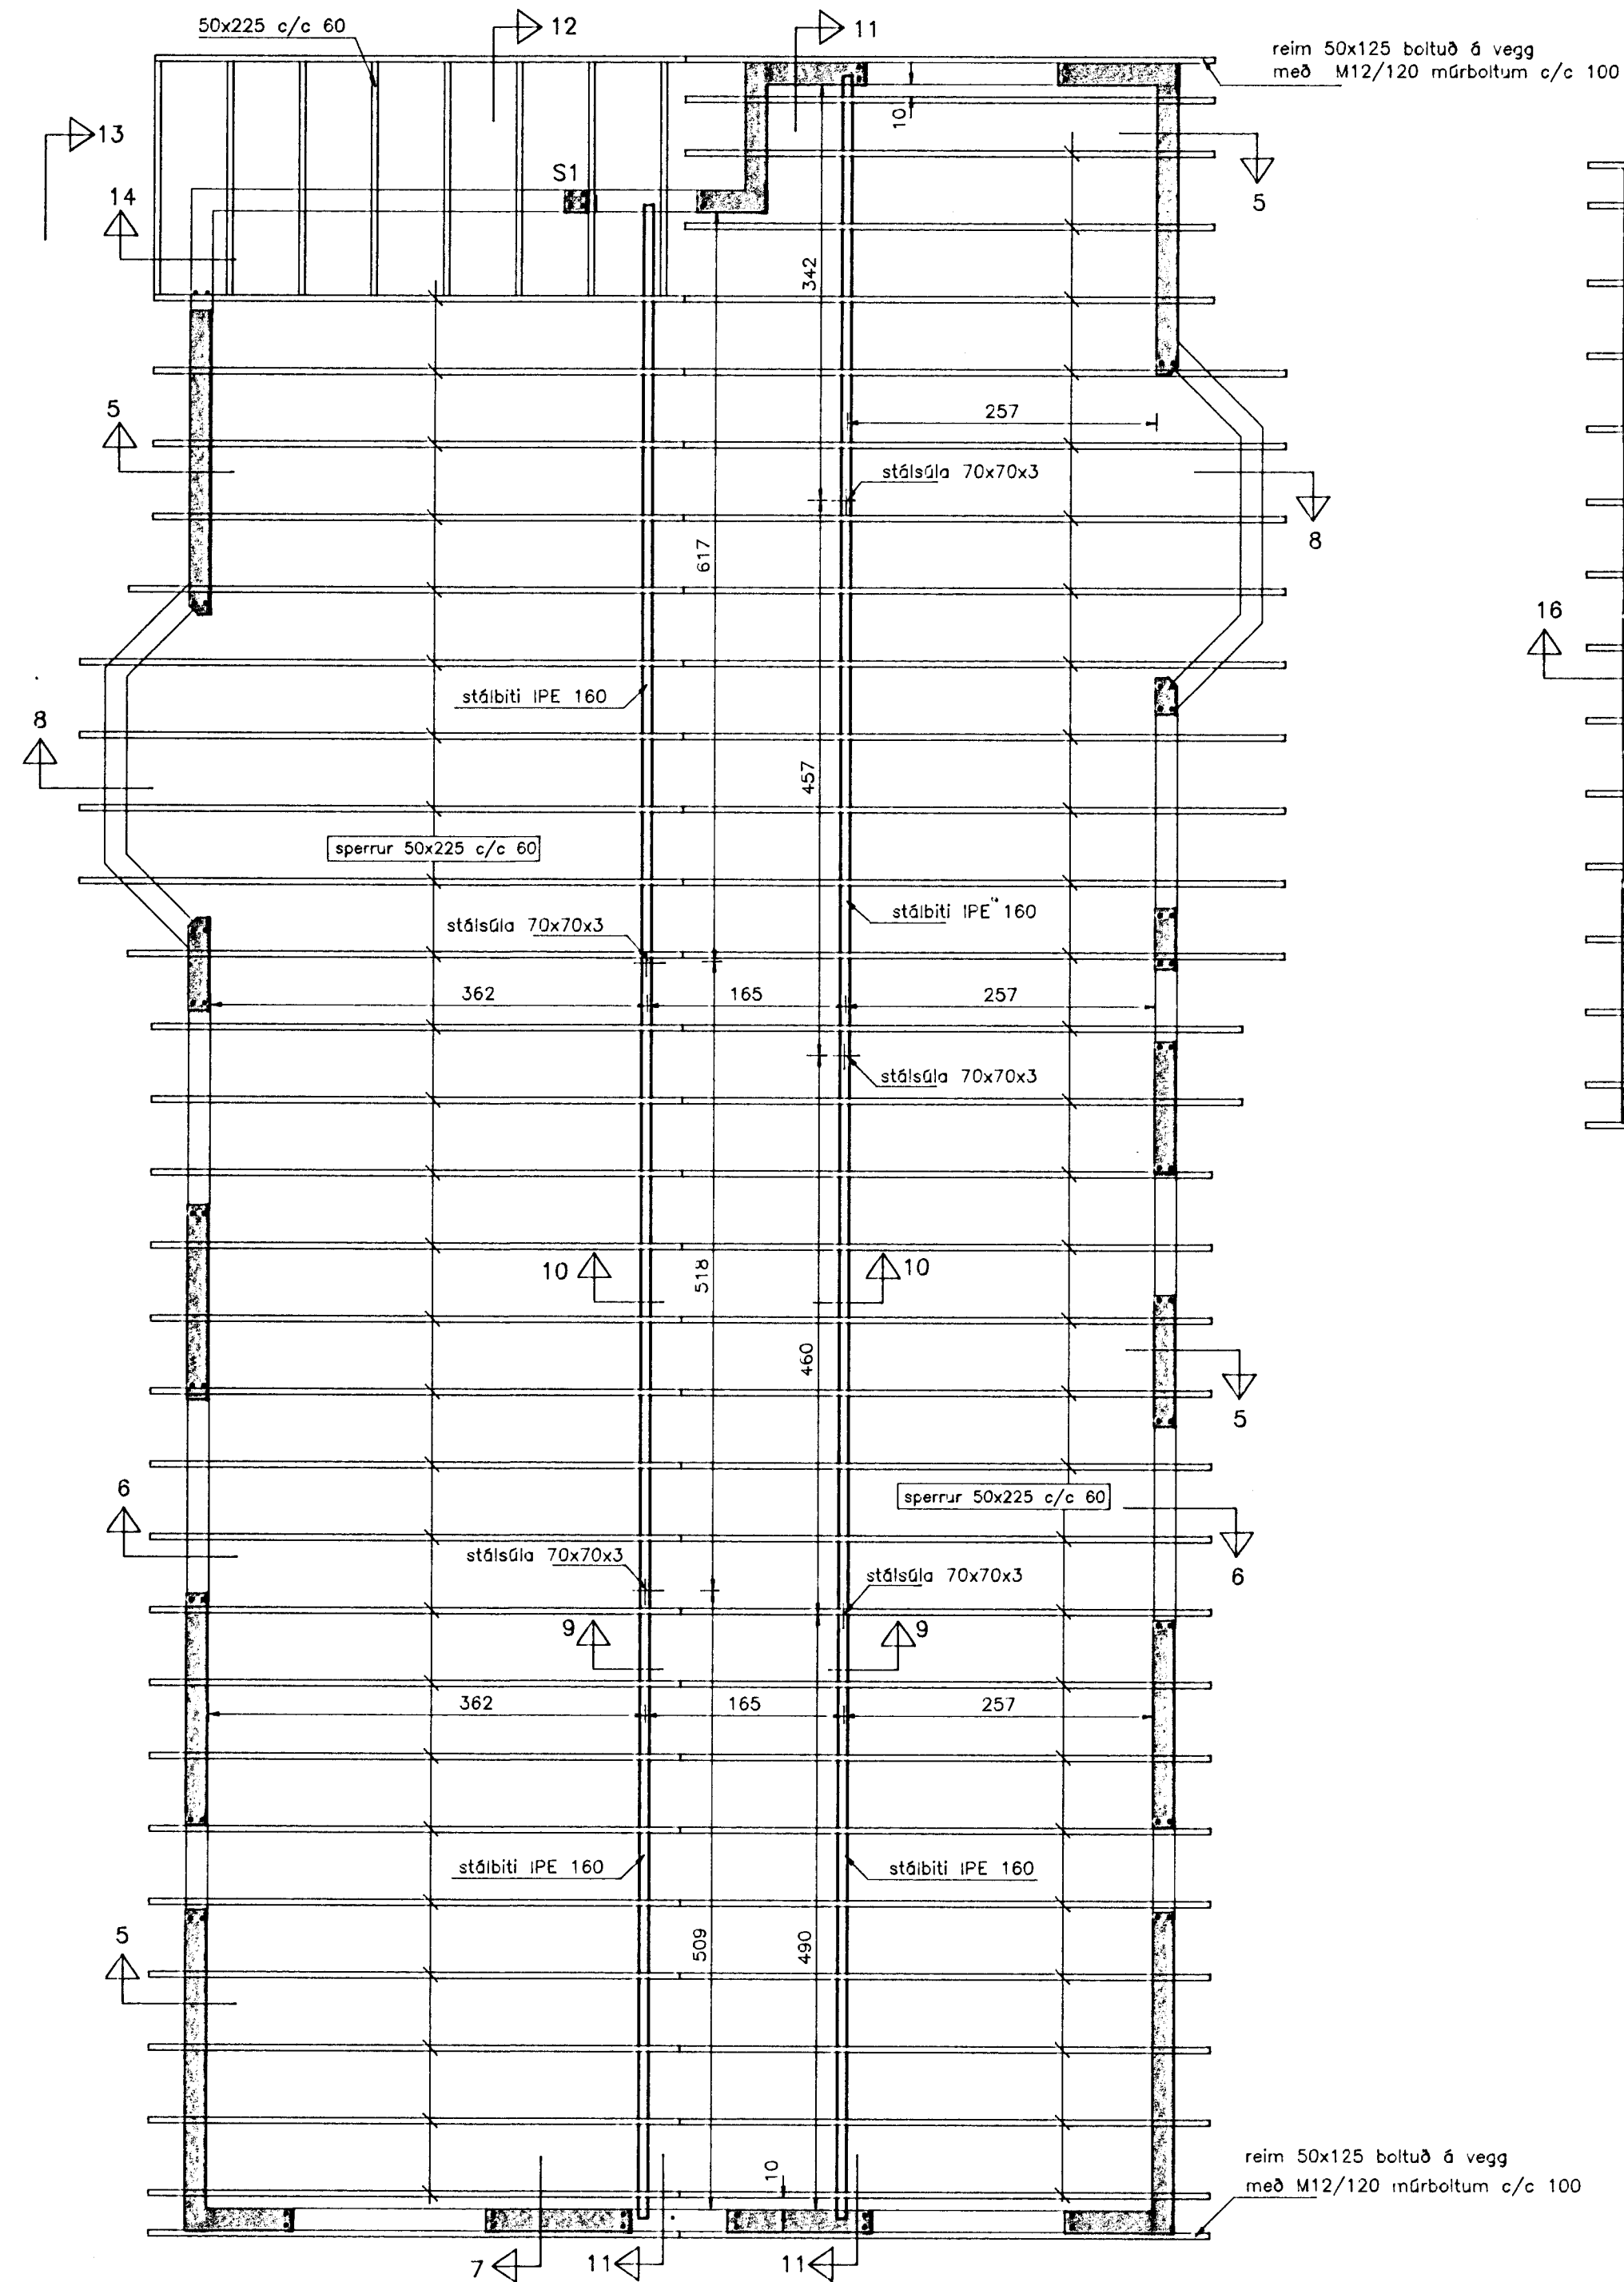 50x225 c/c 60
12
11
reim 50x125 boltuð á vegg
með M12/120 múrboltum c/c 100
13
10
S1
5
14
342
257
5
stálsúla 70x70x3
8
617
16
stálbiti IPE 160
8
457
sperrur 50x225 c/c 60
stálbiti IPE 160
stálsúla 70x70x3
362
165
257
stálsúla 70x70x3
10
518
10
460
5
6
sperrur 50x225 c/c 60
stálsúla 70x70x3
stálsúla 70x70x3
6
9
9
362
165
257
stálbiti IPE 160
stálbiti IPE 160
5
509
490
10
reim 50x125 boltuð á vegg
með M12/120 múrboltum c/c 100
7
11
11